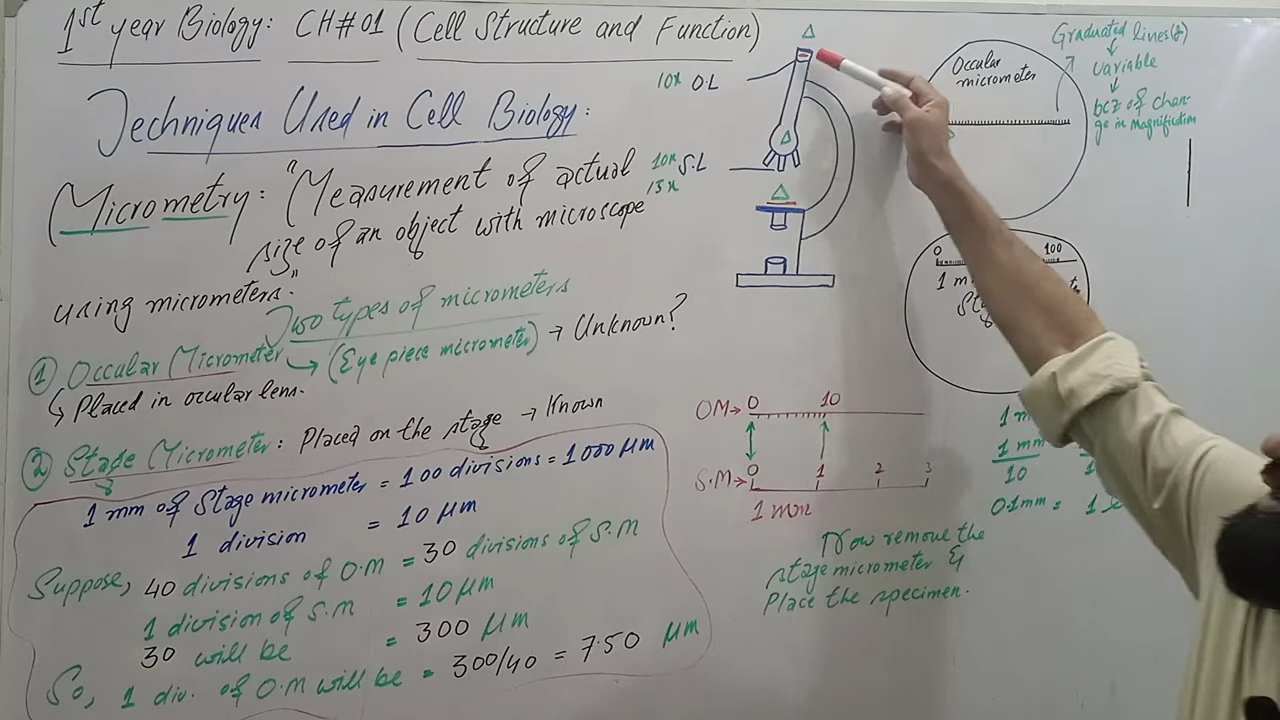 1st year Biology: CH#01 (Cell Structure and Function)
Techniques Used in Cell Biology:
(Micrometry: "Measurement of actual
size of an object with microscope"
using micrometers.
Two types of micrometers
① Occular Micrometer → (Eye piece micrometer) → Unknown?
↳ Placed in occular lens.
② Stage Micrometer: Placed on the stage → Known
1 mm of Stage micrometer = 100 divisions = 1000 μm
1 division = 10 μm
Suppose, 40 divisions of O.M = 30 divisions of S.M
1 division of S.M = 10 μm
30 will be = 300 μm
So, 1 div. of O.M will be = 300/40 = 7.50 μm
10x O.L
10x S.L
15x
Occular
micrometer
Graduated lines
↓
variable
↓
bcz of chan-
ge in magnification
0 100
1 m
St
OM→ 0 10
S.M→ 0 1 2 3
1 mm
1 m
1 mm
10
0.1mm = 1
Now remove the
stage micrometer &
Place the specimen.